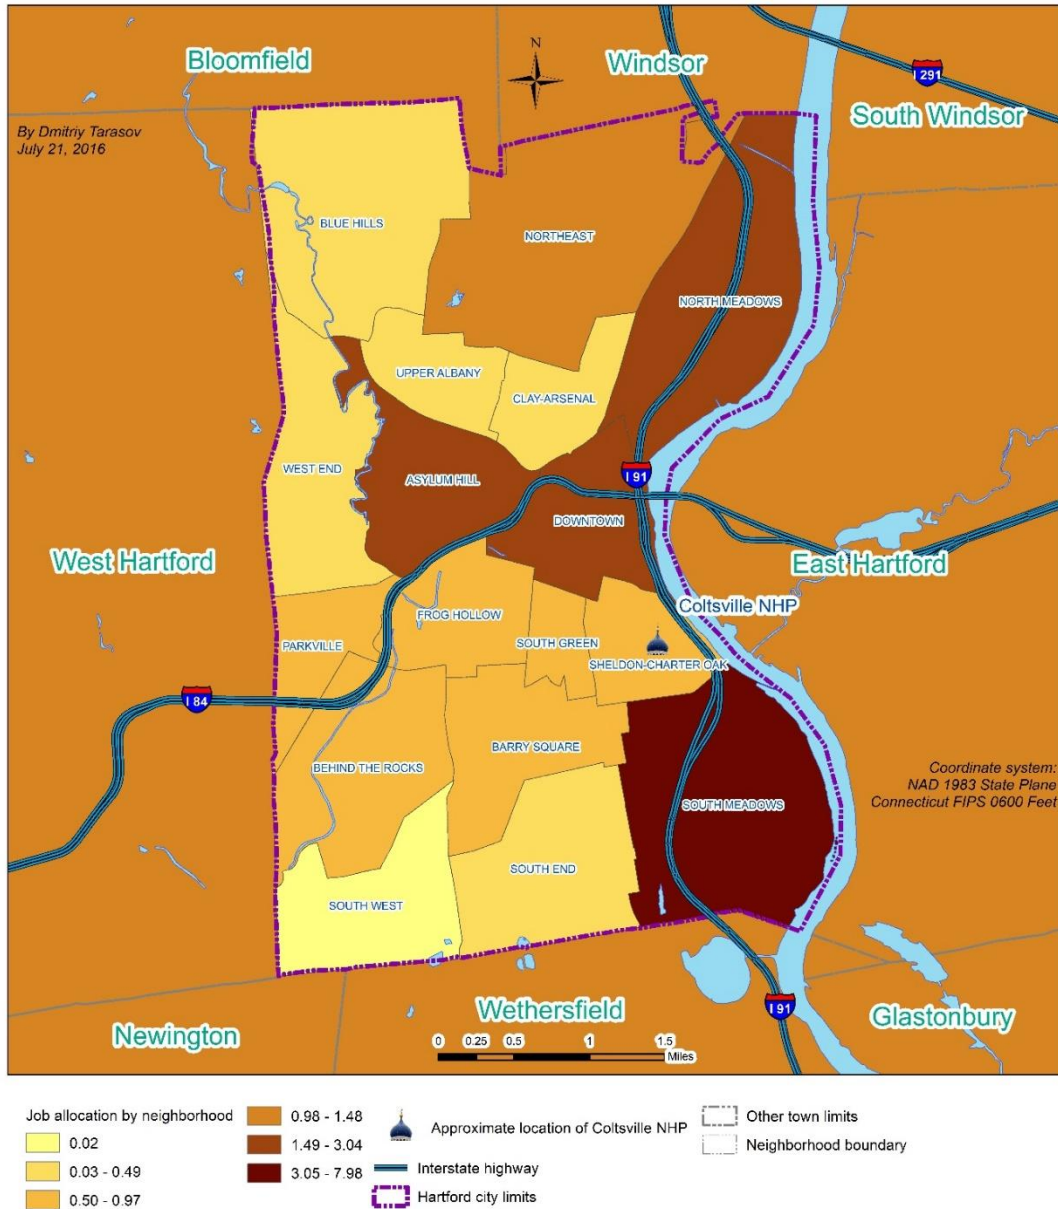 Bloomfield
Windsor
I 291
South Windsor
N
By Dmitriy Tarasov
July 21, 2016
BLUE HILLS
NORTHEAST
NORTH MEADOWS
UPPER ALBANY
CLAY-ARSENAL
WEST END
ASYLUM HILL
I 91
DOWNTOWN
West Hartford
East Hartford
Coltsville NHP
FROG HOLLOW
PARKVILLE
SOUTH GREEN
SHELDON-CHARTER OAK
I 84
BARRY SQUARE
BEHIND THE ROCKS
Coordinate system:
NAD 1983 State Plane
Connecticut FIPS 0600 Feet
SOUTH MEADOWS
SOUTH END
SOUTH WEST
I 91
Wethersfield
Glastonbury
Newington
0 0.25 0.5 1 1.5
Miles
Job allocation by neighborhood
0.02
0.03 - 0.49
0.50 - 0.97
0.98 - 1.48
1.49 - 3.04
3.05 - 7.98
Approximate location of Coltsville NHP
Interstate highway
Hartford city limits
Other town limits
Neighborhood boundary